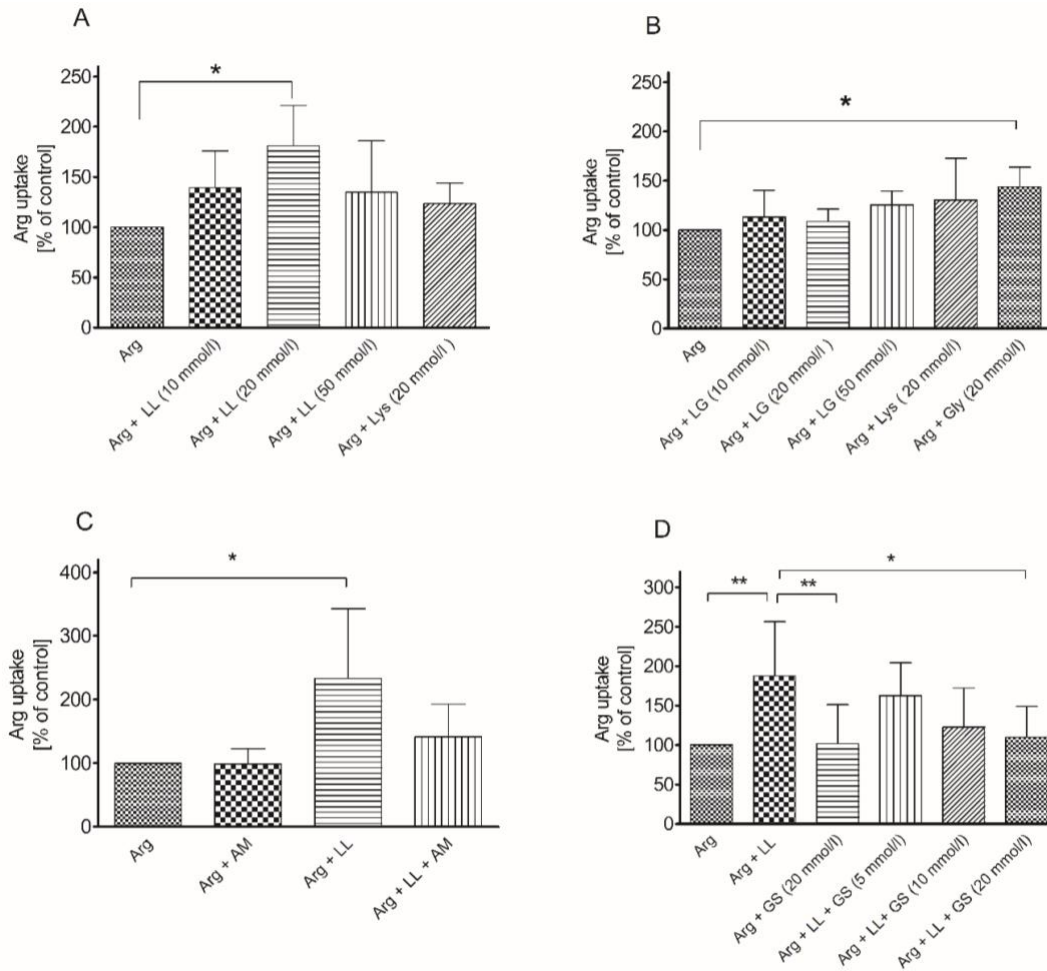 A
*
250
200
150
100
50
0
Arg uptake
[% of control]
Arg
Arg + LL (10 mmol/l)
Arg + LL (20 mmol/l)
Arg + LL (50 mmol/l)
Arg + Lys (20 mmol/l )
B
*
250
200
150
100
50
0
Arg uptake
[% of control]
Arg
Arg + LG (10 mmol/l)
Arg + LG (20 mmol/l )
Arg + LG (50 mmol/l)
Arg + Lys ( 20 mmol/l)
Arg + Gly (20 mmol/l)
C
*
400
300
200
100
0
Arg uptake
[% of control]
Arg
Arg + AM
Arg + LL
Arg + LL + AM
D
*
**
**
300
250
200
150
100
50
0
Arg uptake
[% of control]
Arg
Arg + LL
Arg + GS (20 mmol/l)
Arg + LL + GS (5 mmol/l)
Arg + LL+ GS (10 mmol/l)
Arg + LL + GS (20 mmol/l)